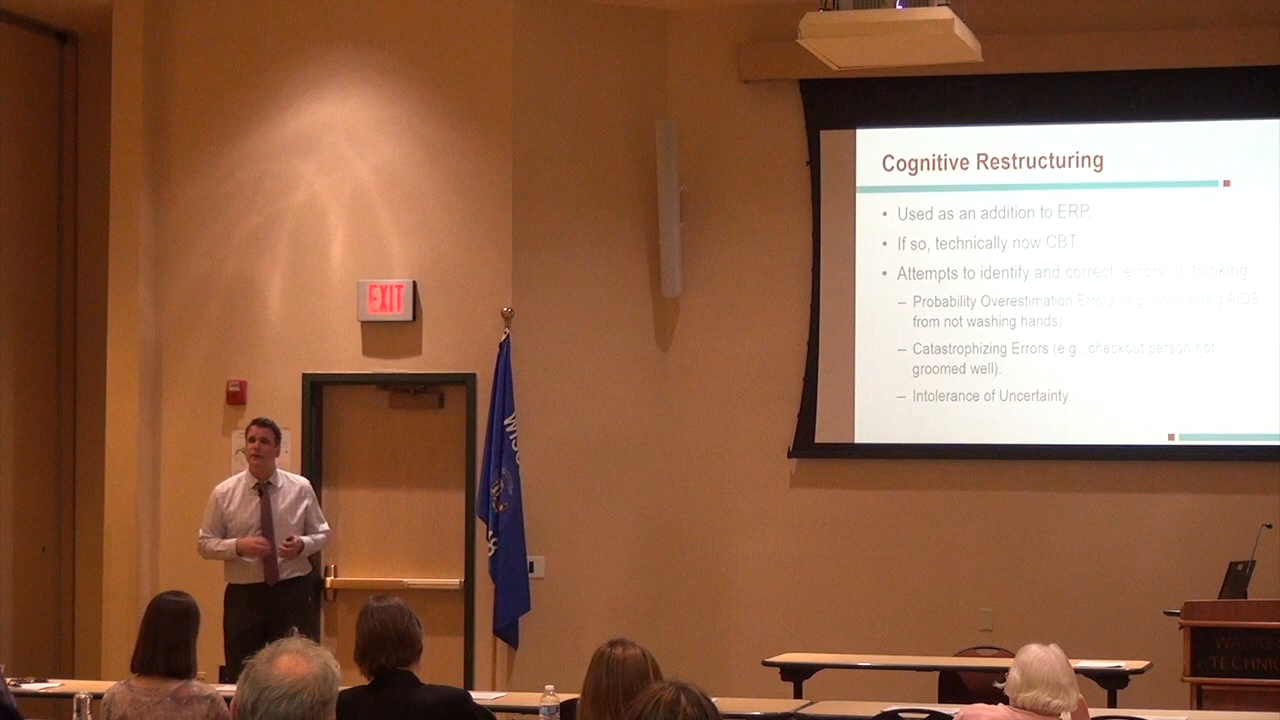 Cognitive Restructuring
• Used as an addition to ERP.
• If so, technically now CBT.
• Attempts to identify and correct errors in thinking.
– Probability Overestimation Errors (e.g., contracting AIDS
from not washing hands)
– Catastrophizing Errors (e.g., checkout person not
groomed well).
– Intolerance of Uncertainty.
EXIT
TECHNIC